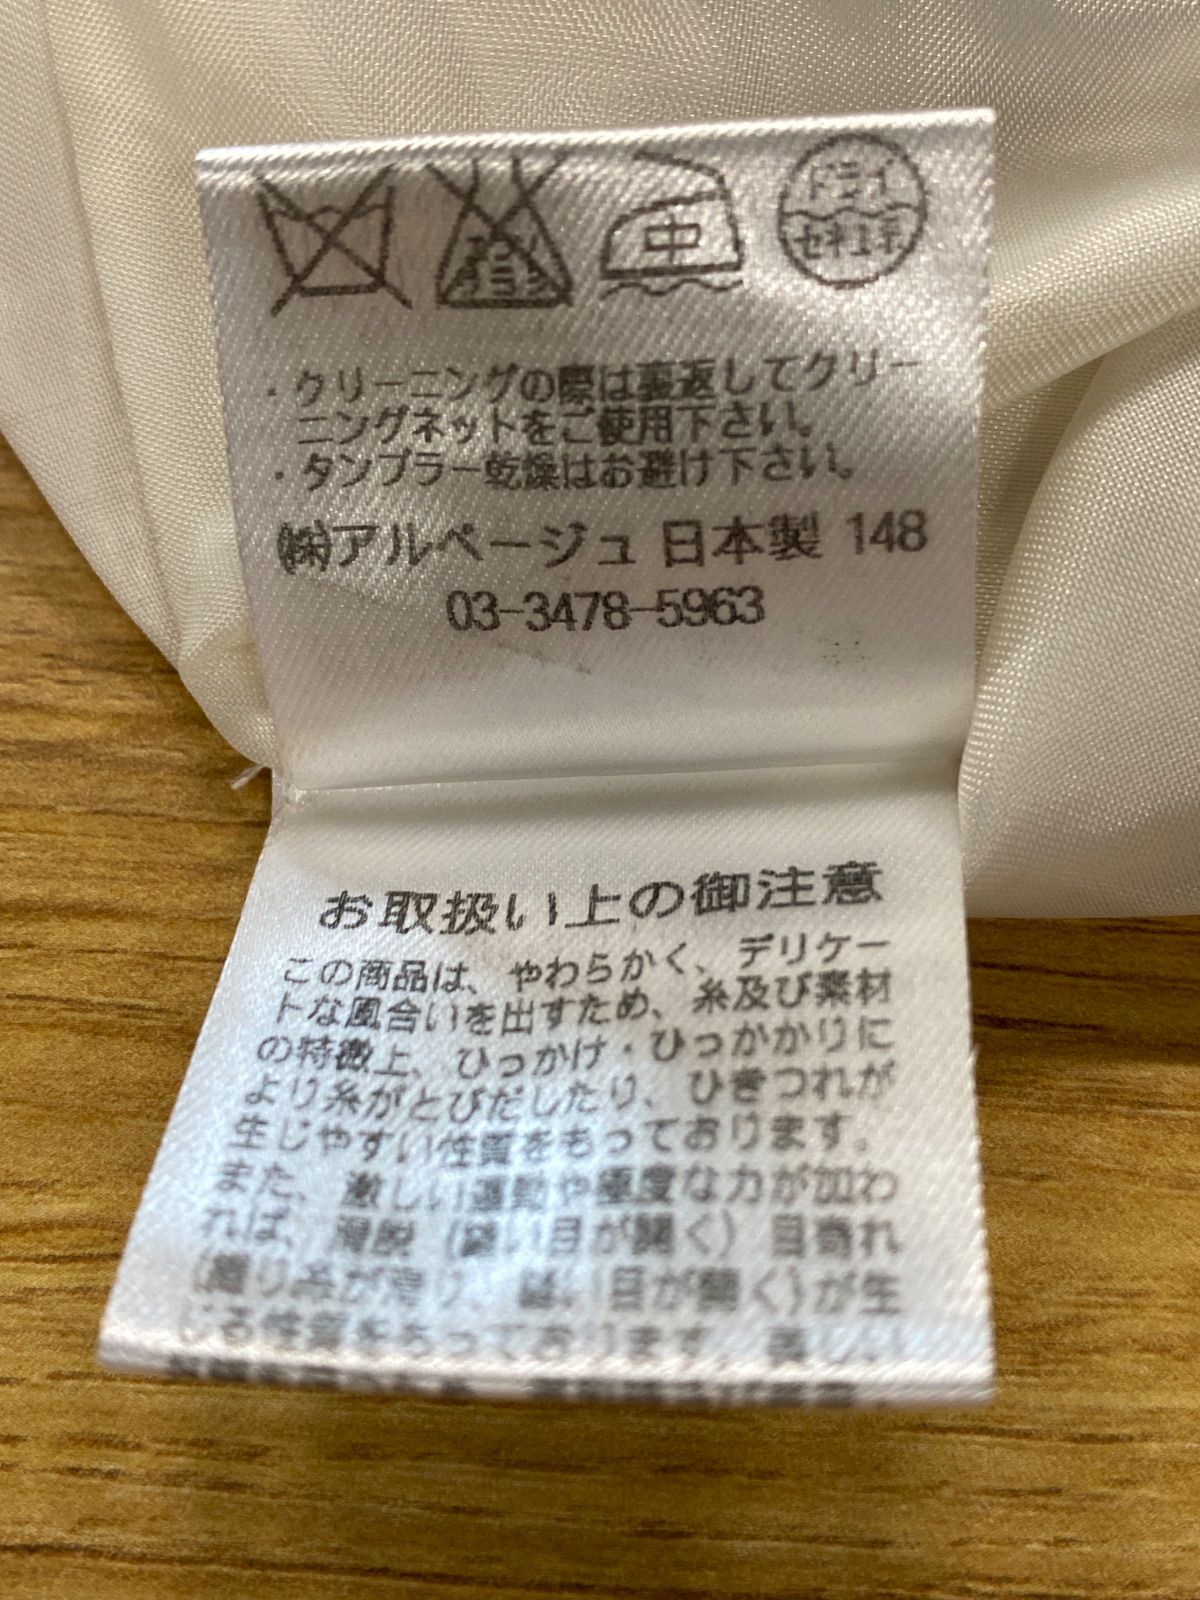 中
ドライ
セキユ系
・クリーニングの際は裏返してクリー
ニングネットをご使用下さい。
・タンブラー乾燥はお避け下さい。
㈱アルページュ 日本製 148
03-3478-5963
お取扱い上の御注意
この商品は、やわらかく、デリケー
トな風合いを出すため、糸及び素材
の特徴上、ひっかけ・ひっかかりに
より糸がとびだしたり、ひきつれが
生じやすい性質をもっております。
また、激しい運動や極度な力が加わ
れば、滑脱（縫い目が開く）目寄れ
糸が 目が開く)が生
じる性質をもっております。激しい